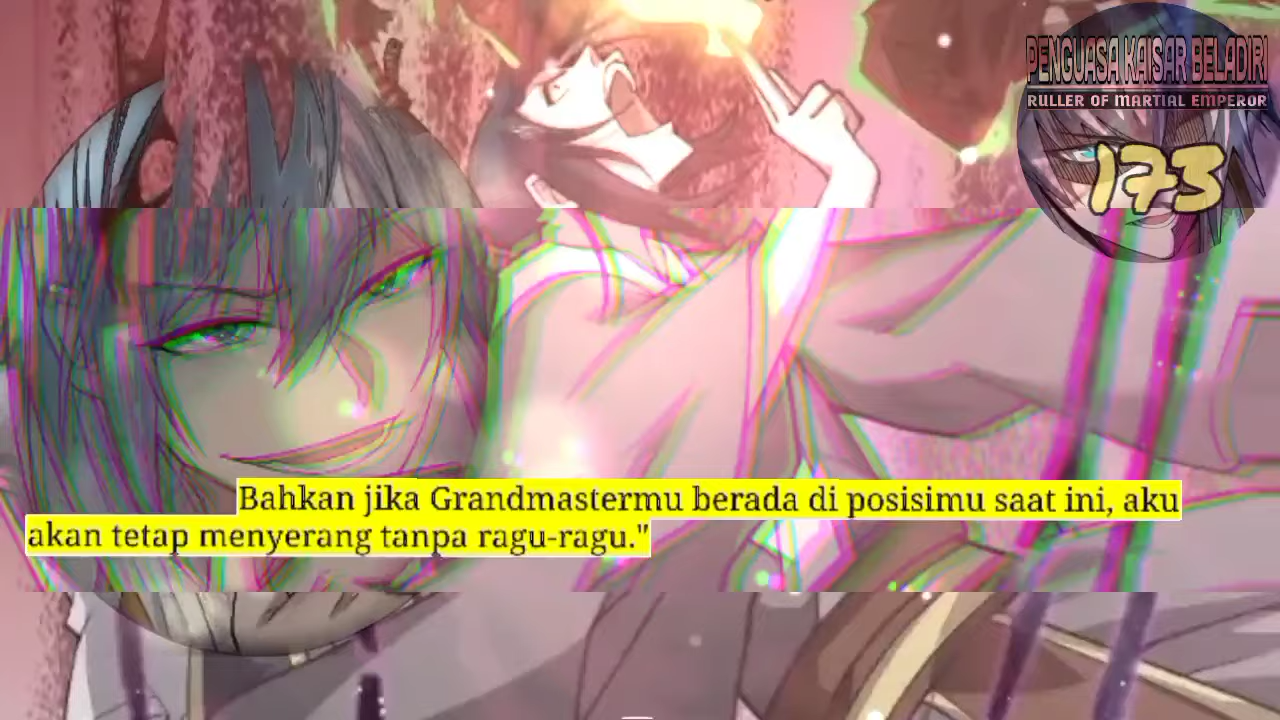 PENGUASA KAISAR BELADIRI
RULLER OF MARTIAL EMPEROR
173
Bahkan jika Grandmastermu berada di posisimu saat ini, aku
akan tetap menyerang tanpa ragu-ragu."